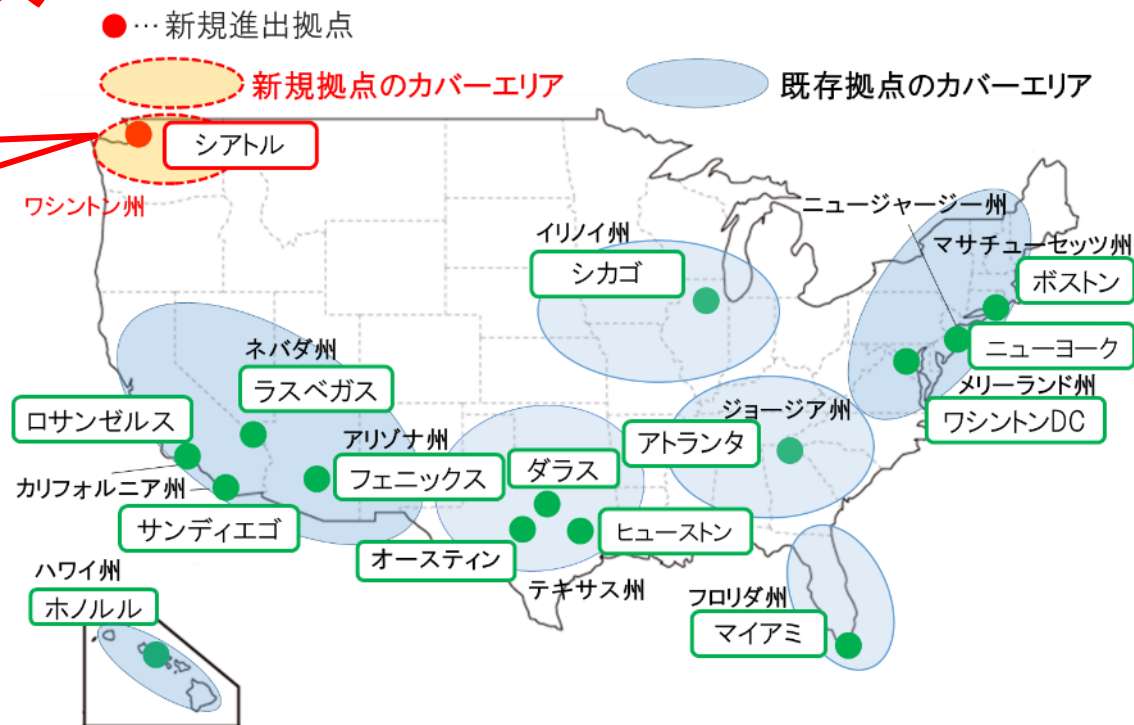 ●…新規進出拠点
新規拠点のカバーエリア
既存拠点のカバーエリア
シアトル
ワシントン州
ニュージャージー州
イリノイ州
シカゴ
マサチューセッツ州
ボストン
ニューヨーク
メリーランド州
ワシントンDC
ネバダ州
ラスベガス
ロサンゼルス
アリゾナ州
フェニックス
カリフォルニア州
サンディエゴ
ジョージア州
アトランタ
ダラス
ヒューストン
オースティン
テキサス州
フロリダ州
マイアミ
ハワイ州
ホノルル